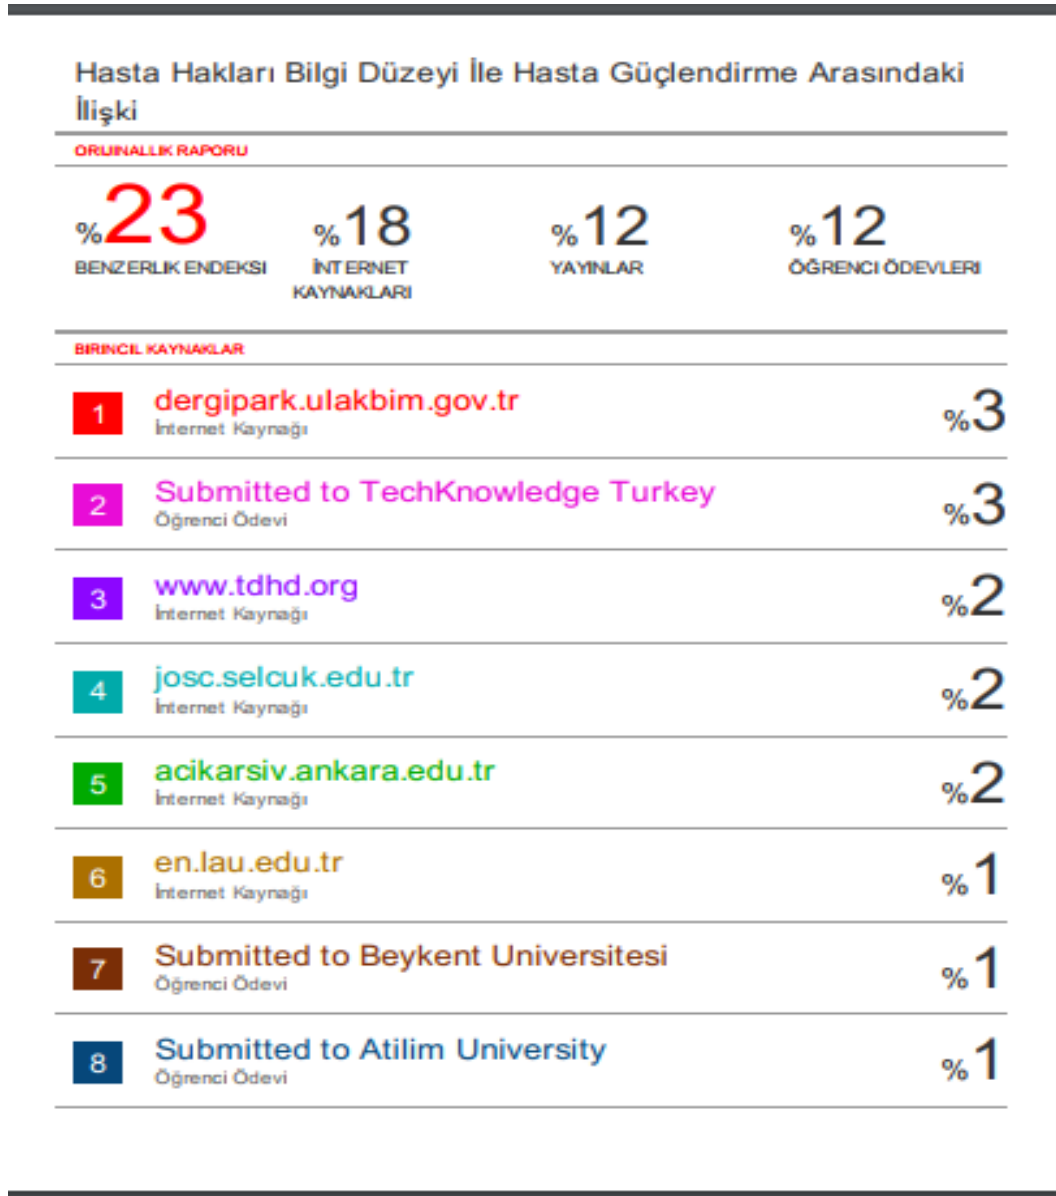 Hasta Hakları Bilgi Düzeyi İle Hasta Güçlendirme Arasındaki
İlişki
ORIJINALLIK RAPORU
%23
BENZERLIK ENDEKSI
%18
İNTERNET
KAYNAKLARI
%12
YAYINLAR
%12
ÖĞRENCI ÖDEVLERI
BIRINCIL KAYNAKLAR
1
dergipark.ulakbim.gov.tr
İnternet Kaynağı
%3
2
Submitted to TechKnowledge Turkey
Öğrenci Ödevi
%3
3
www.tdhd.org
İnternet Kaynağı
%2
4
josc.selcuk.edu.tr
İnternet Kaynağı
%2
5
acikarsiv.ankara.edu.tr
İnternet Kaynağı
%2
6
en.lau.edu.tr
İnternet Kaynağı
%1
7
Submitted to Beykent Universitesi
Öğrenci Ödevi
%1
8
Submitted to Atilim University
Öğrenci Ödevi
%1